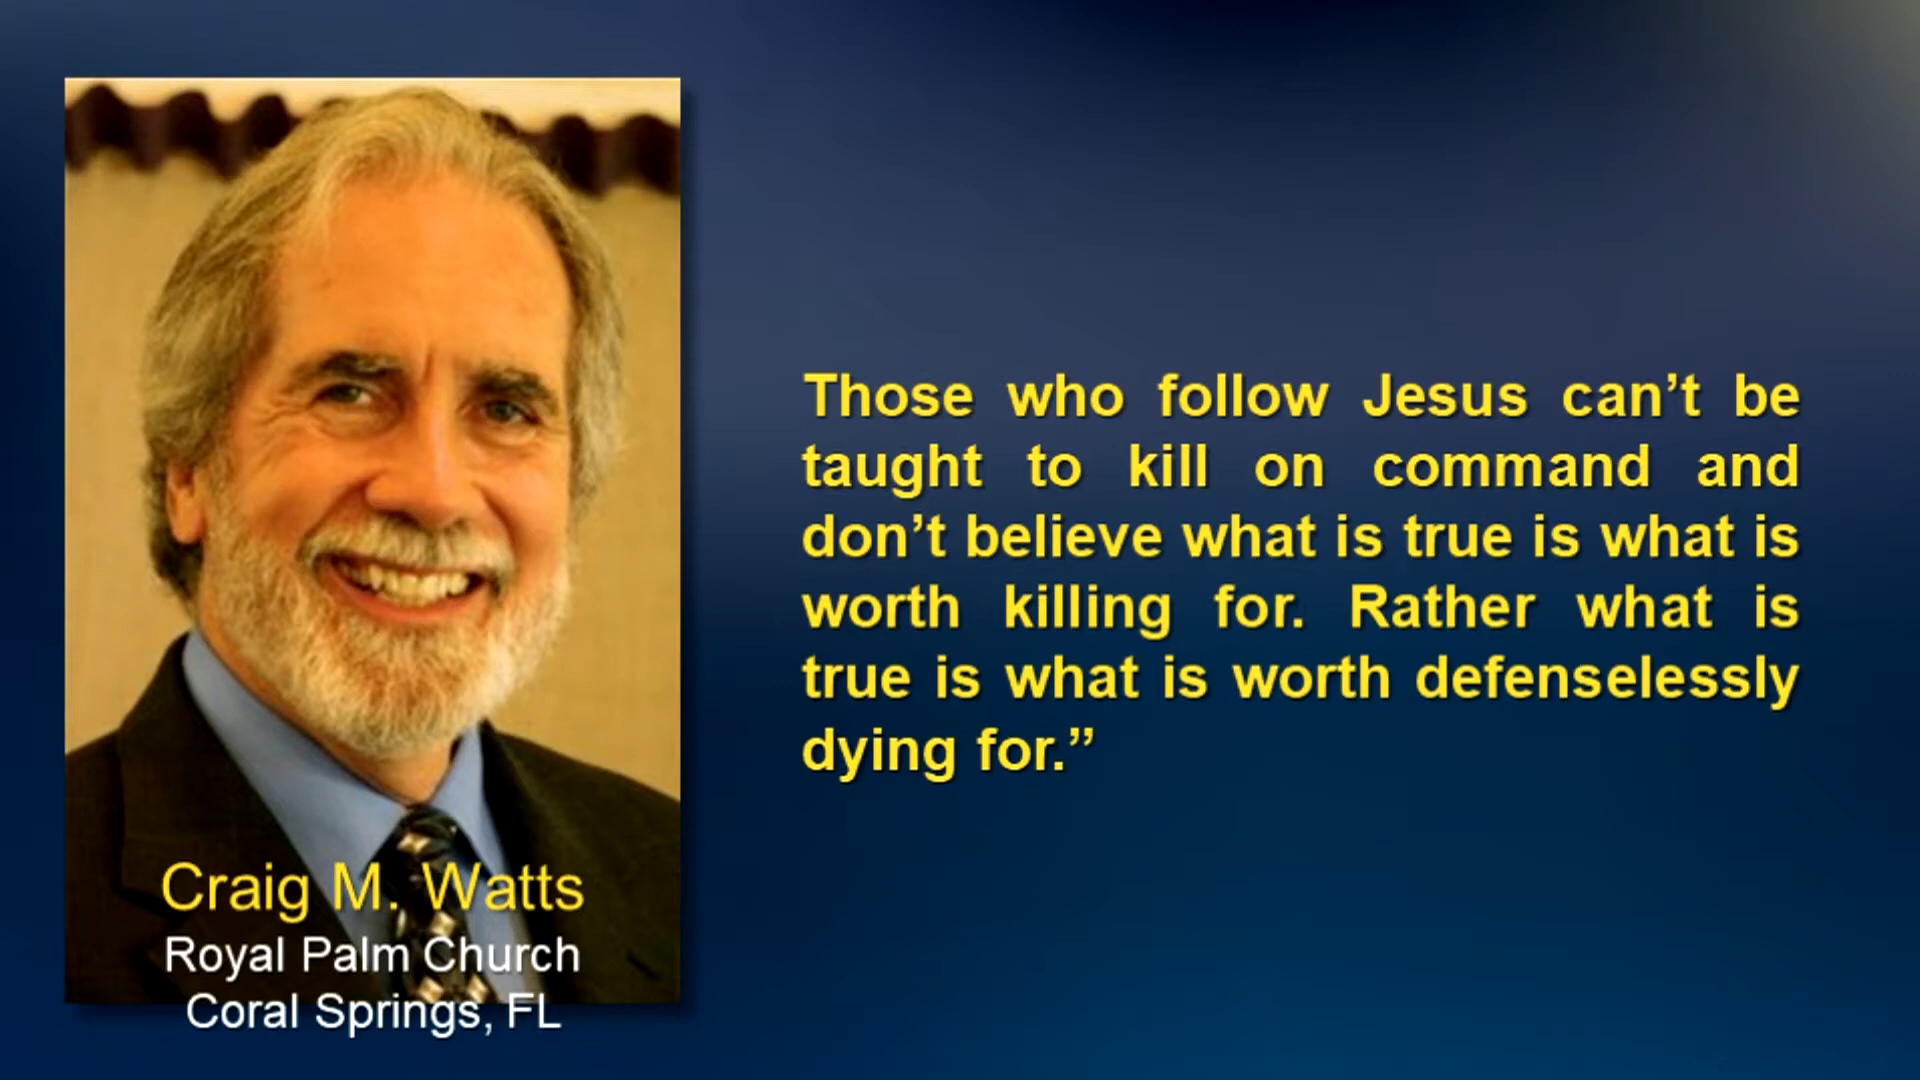 Those who follow Jesus can’t be
taught to kill on command and
don’t believe what is true is what is
worth killing for. Rather what is
true is what is worth defenselessly
dying for.”
Craig M. Watts
Royal Palm Church
Coral Springs, FL